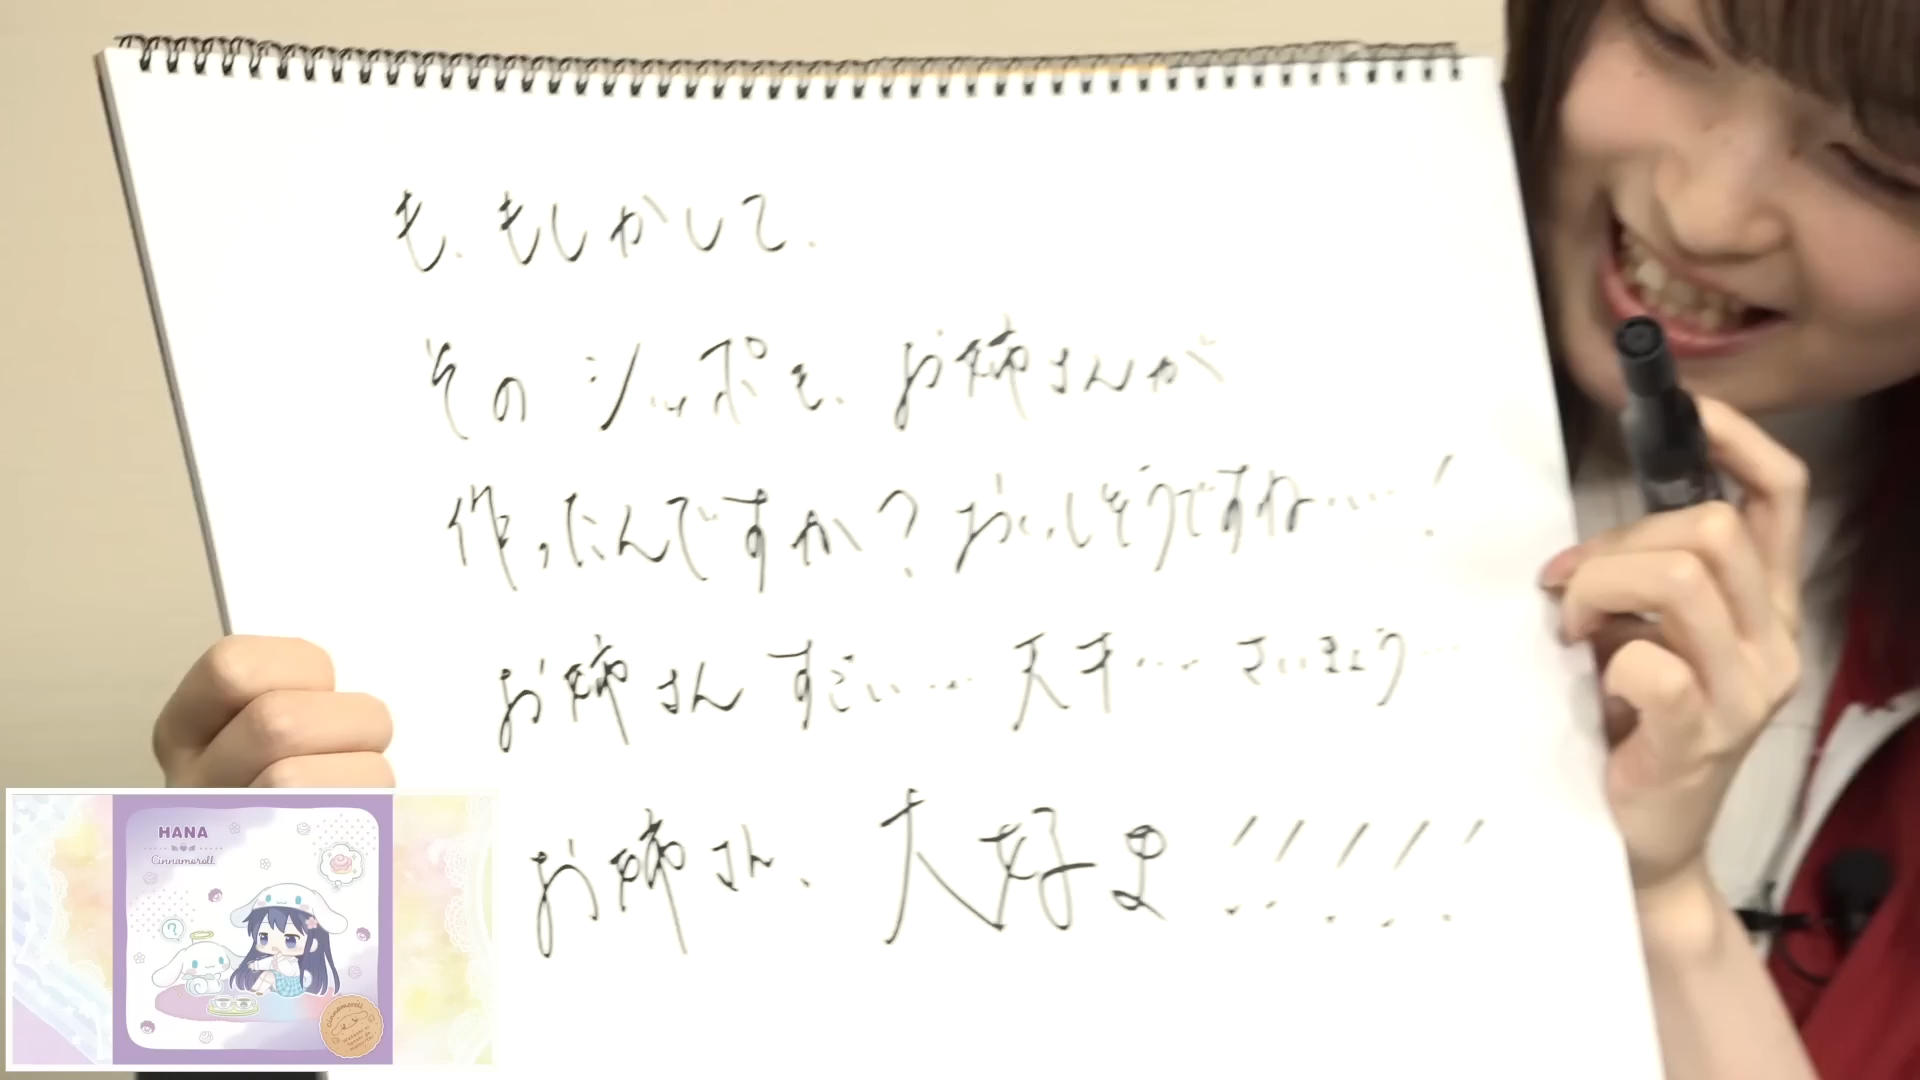 も、もしかして、
そのシッポも、お姉さんが
作ったんですか?おいしそうですね……!
お姉さんすごい……天才……さいきょう…
お姉さん、大好き!!!!!
HANA
Cinnamoroll
?
Cinnamoroll